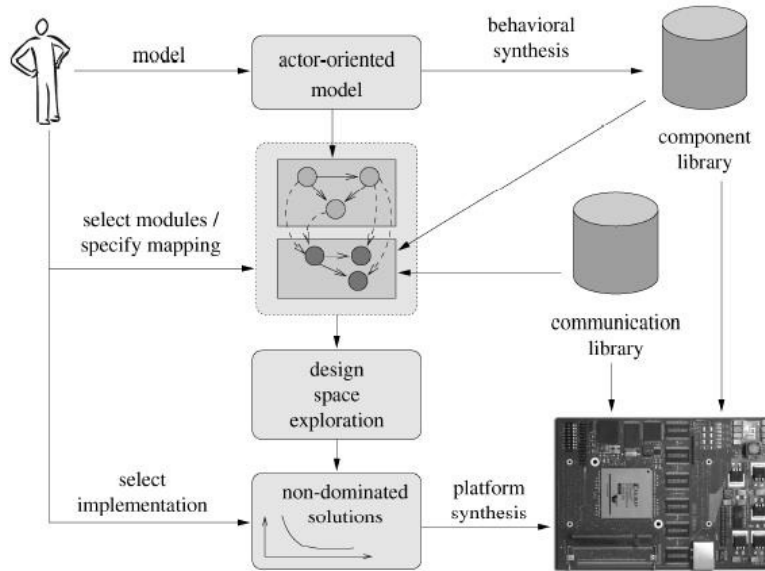 model
actor-oriented
model
behavioral
synthesis
component
library
select modules /
specify mapping
communication
library
design
space
exploration
select
implementation
non-dominated
solutions
platform
synthesis
XILINX